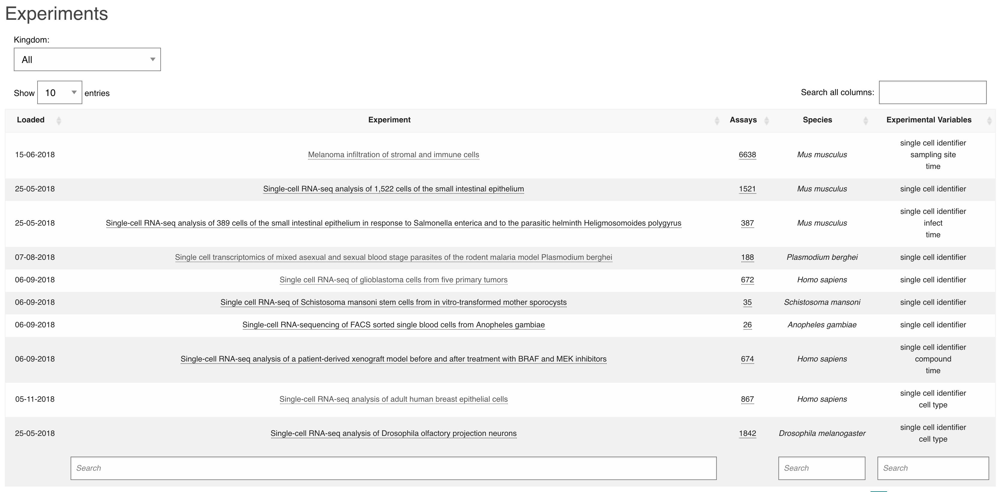 Experiments
Kingdom:
All
Show 10 entries
Search all columns:
Loaded Experiment Assays Species Experimental Variables
15-06-2018 Melanoma infiltration of stromal and immune cells 6638 Mus musculus single cell identifier
sampling site
time
25-05-2018 Single-cell RNA-seq analysis of 1,522 cells of the small intestinal epithelium 1521 Mus musculus single cell identifier
25-05-2018 Single-cell RNA-seq analysis of 389 cells of the small intestinal epithelium in response to Salmonella enterica and to the parasitic helminth Heligmosomoides polygyrus 387 Mus musculus single cell identifier
infect
time
07-08-2018 Single cell transcriptomics of mixed asexual and sexual blood stage parasites of the rodent malaria model Plasmodium berghei 188 Plasmodium berghei single cell identifier
06-09-2018 Single cell RNA-seq of glioblastoma cells from five primary tumors 672 Homo sapiens single cell identifier
06-09-2018 Single cell RNA-seq of Schistosoma mansoni stem cells from in vitro-transformed mother sporocysts 35 Schistosoma mansoni single cell identifier
06-09-2018 Single-cell RNA-sequencing of FACS sorted single blood cells from Anopheles gambiae 26 Anopheles gambiae single cell identifier
06-09-2018 Single-cell RNA-seq analysis of a patient-derived xenograft model before and after treatment with BRAF and MEK inhibitors 674 Homo sapiens single cell identifier
compound
time
05-11-2018 Single-cell RNA-seq analysis of adult human breast epithelial cells 867 Homo sapiens single cell identifier
cell type
25-05-2018 Single-cell RNA-seq analysis of Drosophila olfactory projection neurons 1842 Drosophila melanogaster single cell identifier
cell type
Search Search Search